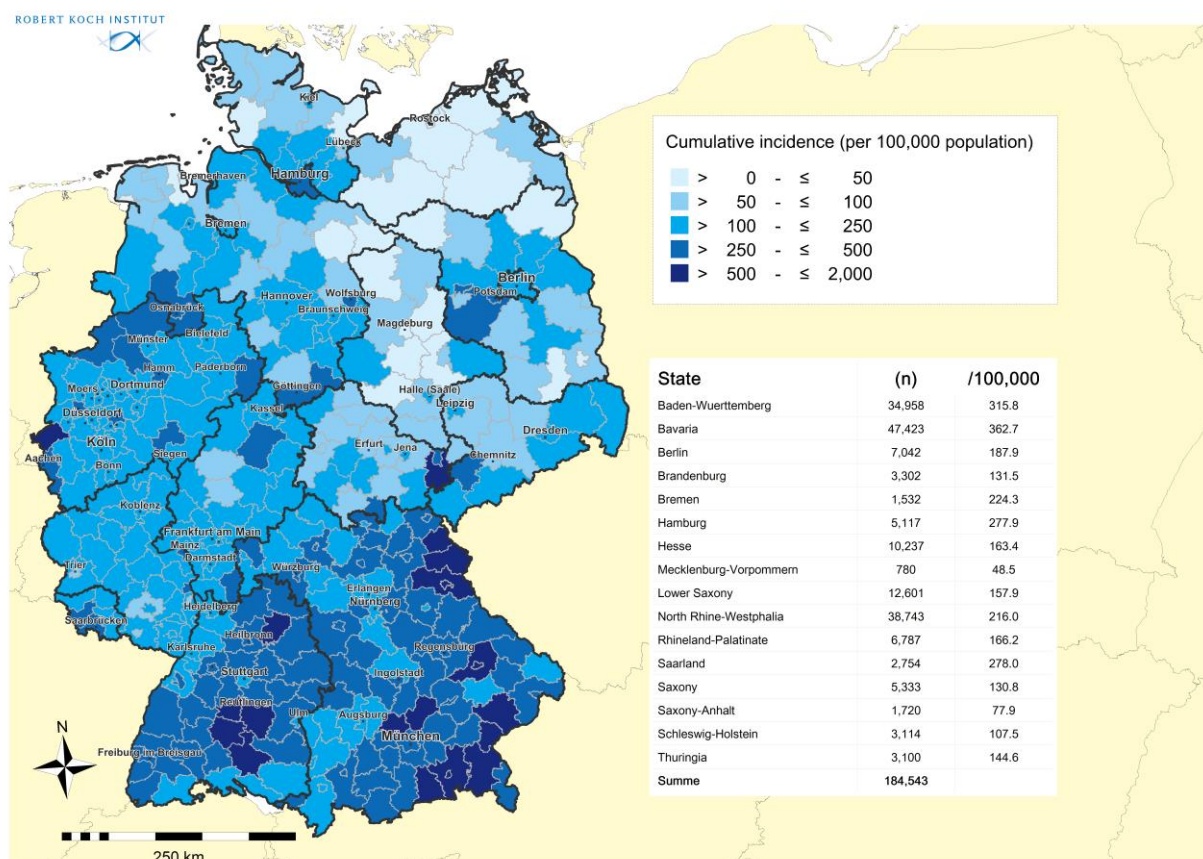 ROBERT KOCH INSTITUT
Kiel
Rostock
Lübeck
Bremerhaven
Hamburg
Bremen
Berlin
Potsdam
Wolfsburg
Hannover
Braunschweig
Magdeburg
Osnabrück
Bielefeld
Münster
Hamm
Paderborn
Moers
Dortmund
Göttingen
Halle (Saale)
Leipzig
Düsseldorf
Kassel
Köln
Dresden
Erfurt
Jena
Chemnitz
Aachen
Bonn
Siegen
Koblenz
Frankfurt am Main
Mainz
Darmstadt
Trier
Würzburg
Erlangen
Nürnberg
Heidelberg
Saarbrücken
Heilbronn
Karlsruhe
Regensburg
Stuttgart
Ingolstadt
Reutlingen
Ulm
Augsburg
München
Freiburg im Breisgau
N
250 km
Cumulative incidence (per 100,000 population)
> 0 - ≤ 50
> 50 - ≤ 100
> 100 - ≤ 250
> 250 - ≤ 500
> 500 - ≤ 2,000
State (n) /100,000
Baden-Wuerttemberg 34,958 315.8
Bavaria 47,423 362.7
Berlin 7,042 187.9
Brandenburg 3,302 131.5
Bremen 1,532 224.3
Hamburg 5,117 277.9
Hesse 10,237 163.4
Mecklenburg-Vorpommern 780 48.5
Lower Saxony 12,601 157.9
North Rhine-Westphalia 38,743 216.0
Rhineland-Palatinate 6,787 166.2
Saarland 2,754 278.0
Saxony 5,333 130.8
Saxony-Anhalt 1,720 77.9
Schleswig-Holstein 3,114 107.5
Thuringia 3,100 144.6
Summe 184,543